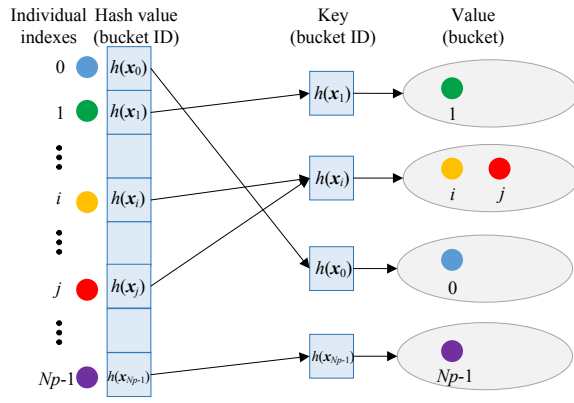 Individual indexes
Hash value (bucket ID)
Key (bucket ID)
Value (bucket)
0
h(x0)
1
h(x1)
i
h(xi)
j
h(xj)
Np-1
h(xNp-1)
h(x1)
h(xi)
h(x0)
h(xNp-1)
1
i
j
0
Np-1